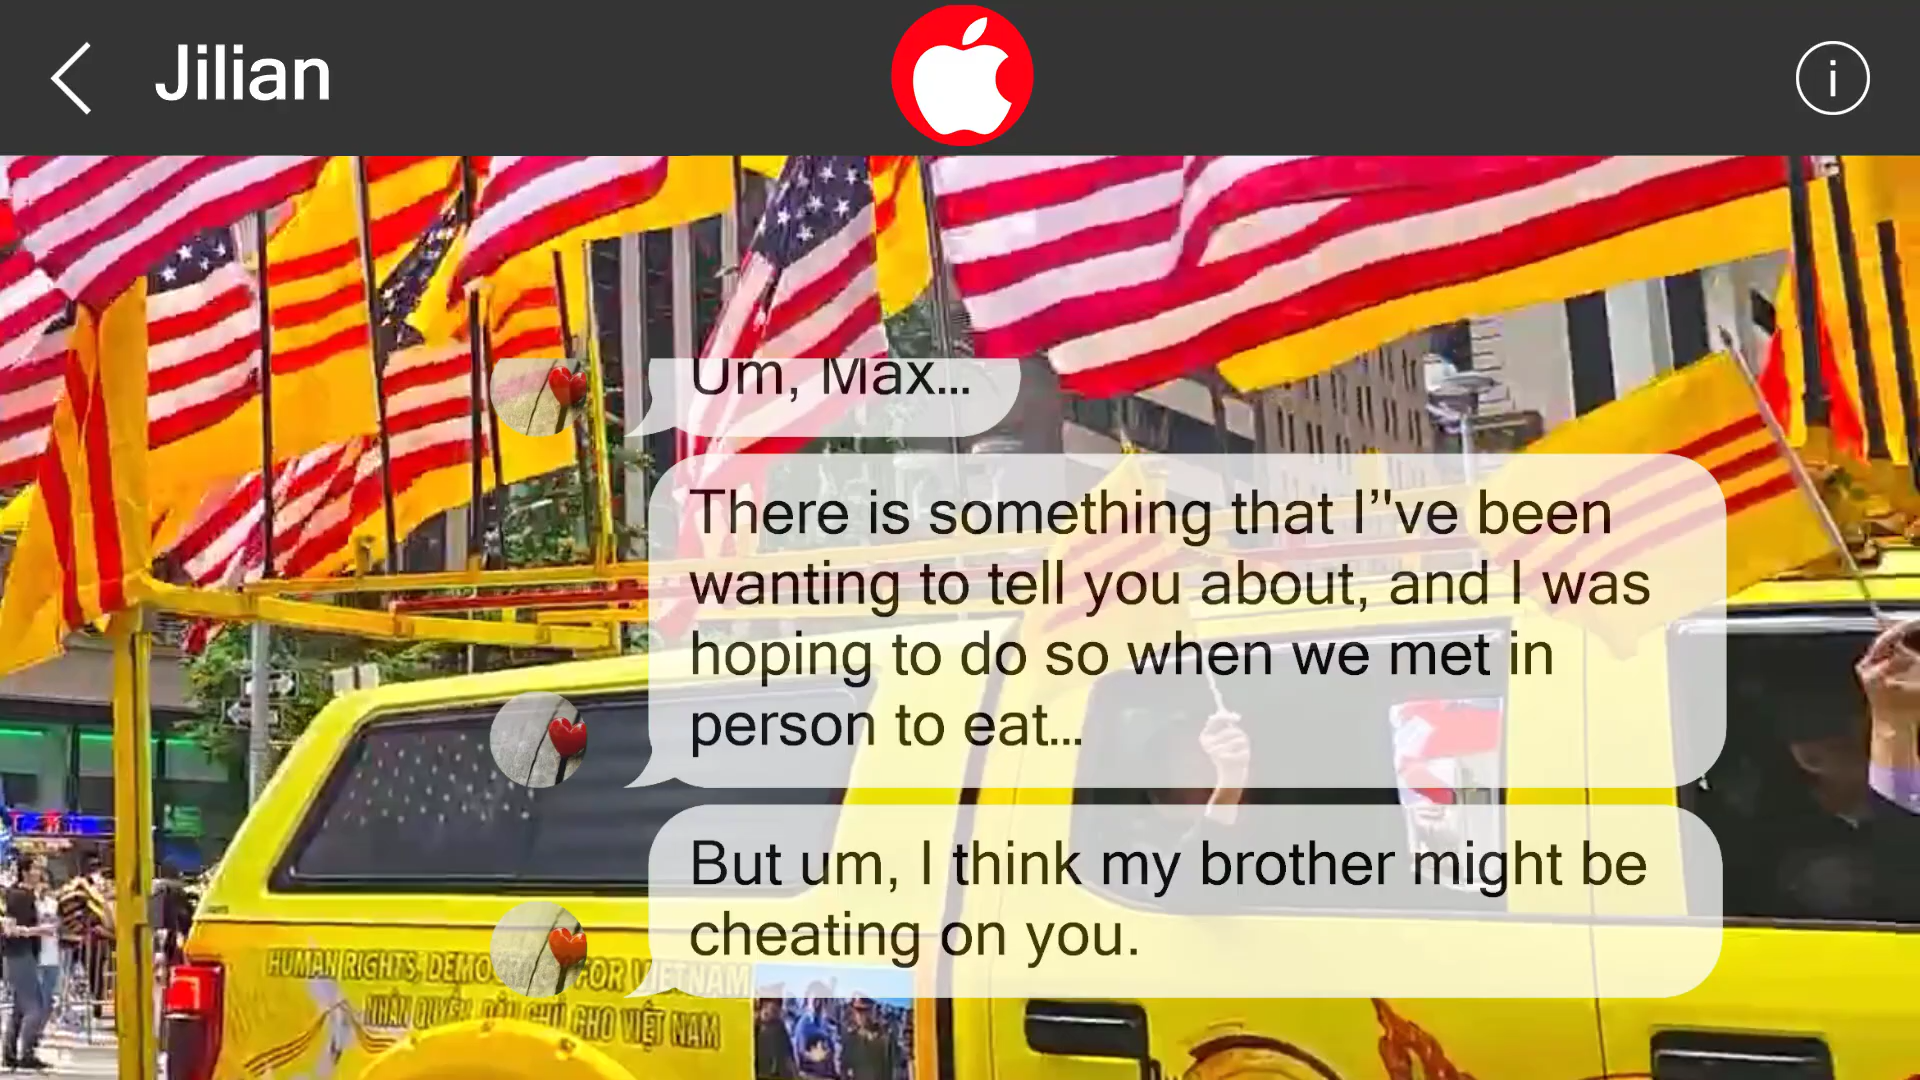 Jilian
Um, Max...
There is something that I’'ve been
wanting to tell you about, and I was
hoping to do so when we met in
person to eat...
But um, I think my brother might be
cheating on you.
HUMAN RIGHTS, DEMO FOR VIETNAM
NHÂN QUYỀN, DÂN CHỦ CHO VIỆT NAM